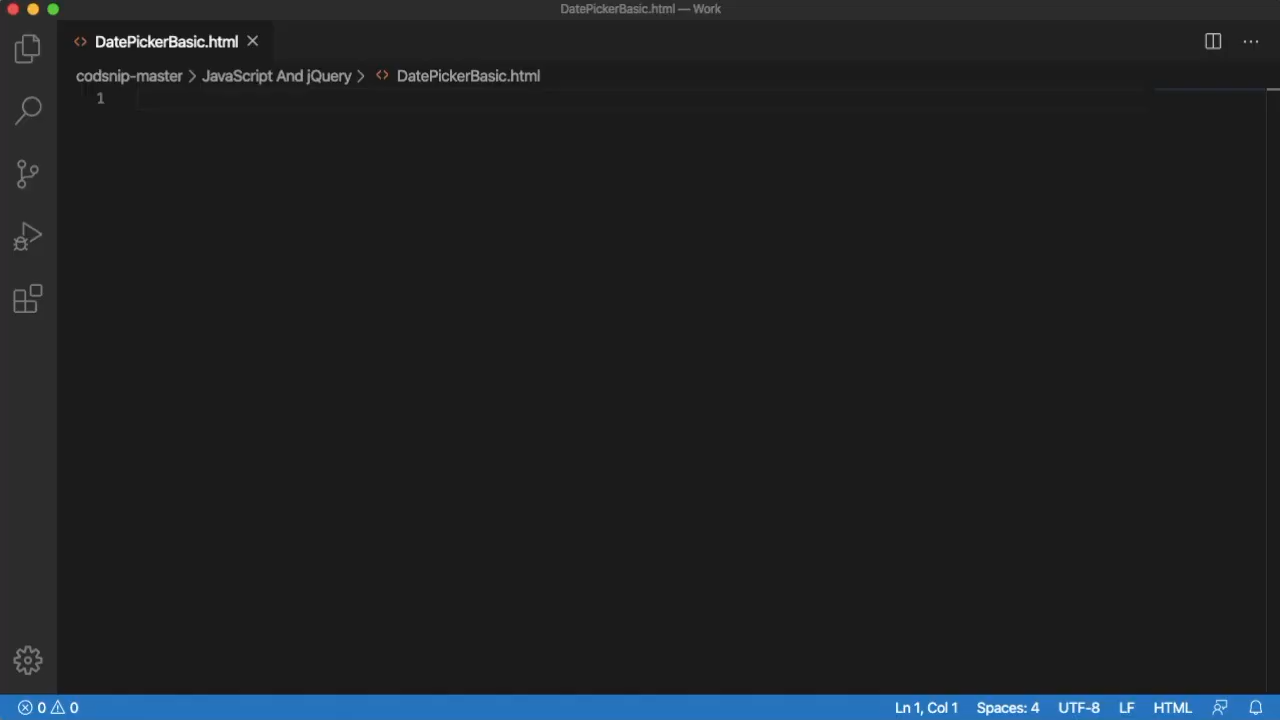 DatePickerBasic.html — Work
DatePickerBasic.html
codsnip-master > JavaScript And jQuery > DatePickerBasic.html
1
0 0 Ln 1, Col 1 Spaces: 4 UTF-8 LF HTML